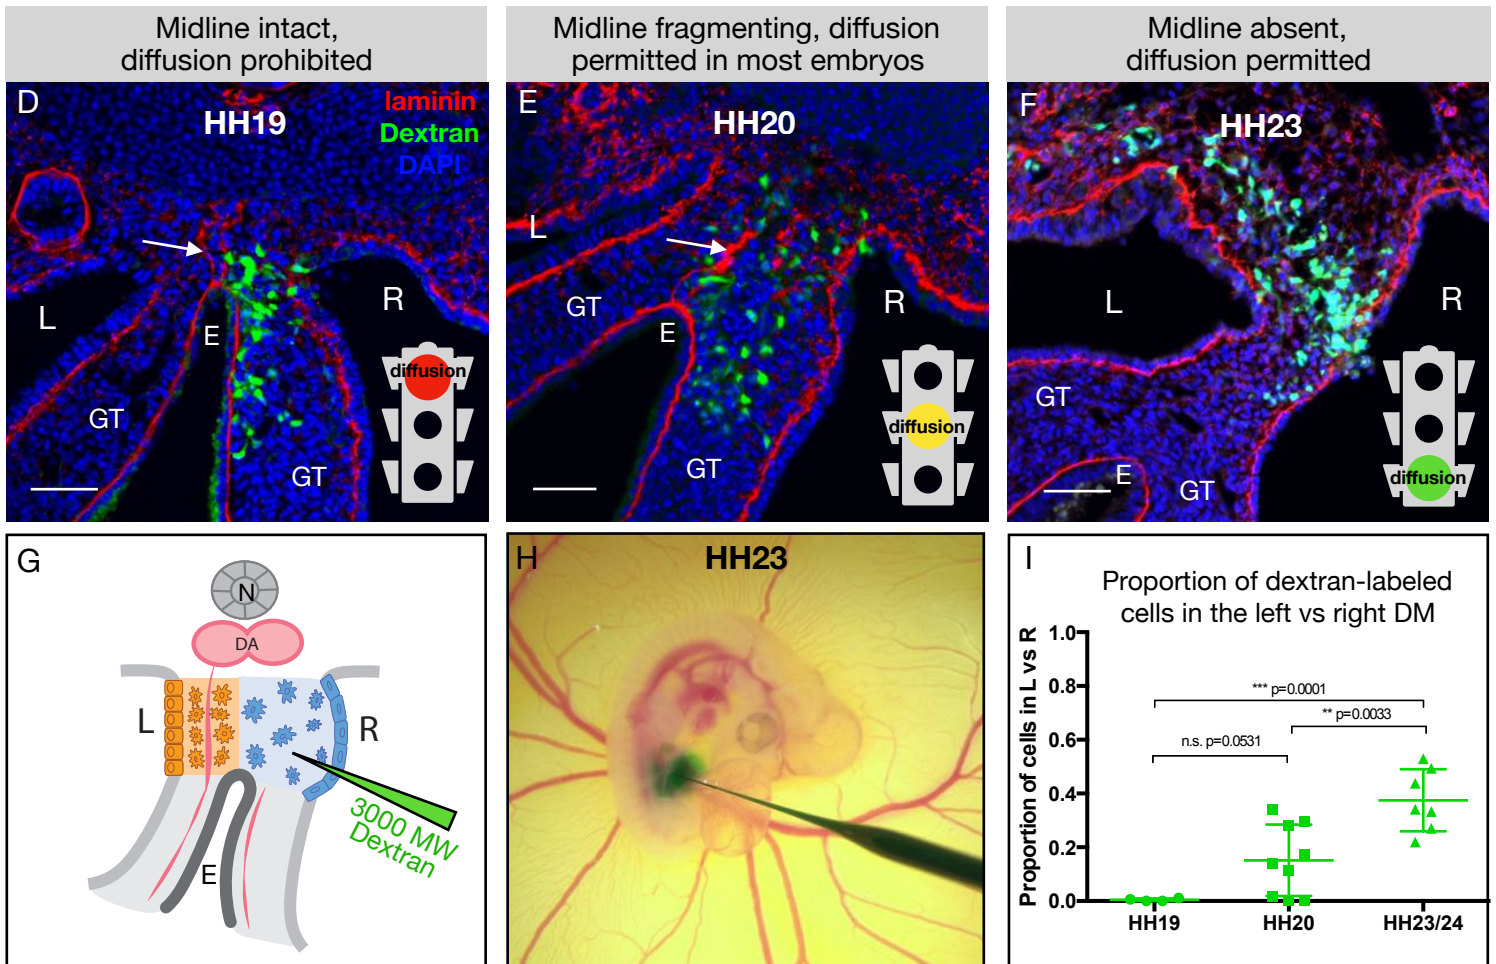 Midline intact,
diffusion prohibited
Midline fragmenting, diffusion
permitted in most embryos
Midline absent,
diffusion permitted
D
HH19
laminin
Dextran
DAPI
L
R
E
GT
GT
diffusion
E
HH20
L
R
GT
E
GT
diffusion
F
HH23
L
R
GT
E
GT
diffusion
G
N
DA
L
R
E
3000 MW
Dextran
H
HH23
I
Proportion of dextran-labeled
cells in the left vs right DM
Proportion of cells in L vs R
1.0
0.8
0.6
0.4
0.2
0.0
*** p=0.0001
** p=0.0033
n.s. p=0.0531
HH19
HH20
HH23/24